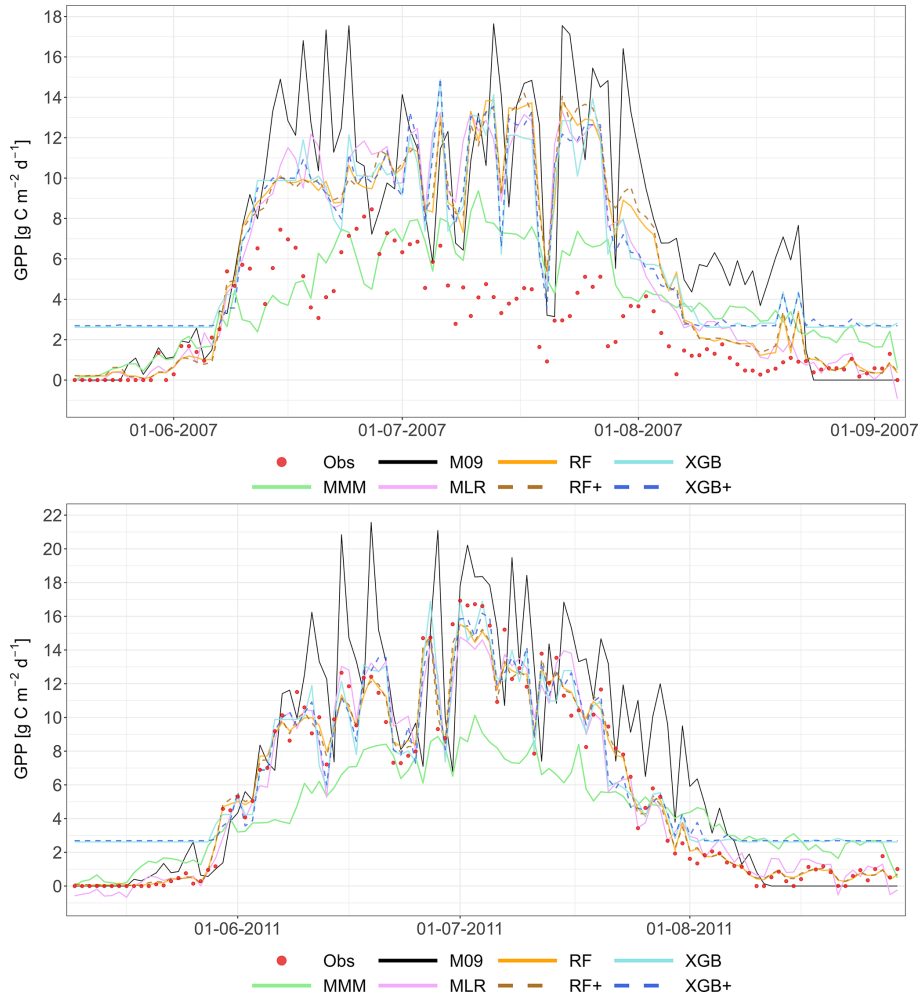 18
16
14
12
10
8
6
4
2
0
GPP [g C m⁻² d⁻¹]
01-06-2007 01-07-2007 01-08-2007 01-09-2007
Obs M09 RF XGB
MMM MLR RF+ XGB+
22
20
18
16
14
12
10
8
6
4
2
0
GPP [g C m⁻² d⁻¹]
01-06-2011 01-07-2011 01-08-2011
Obs M09 RF XGB
MMM MLR RF+ XGB+